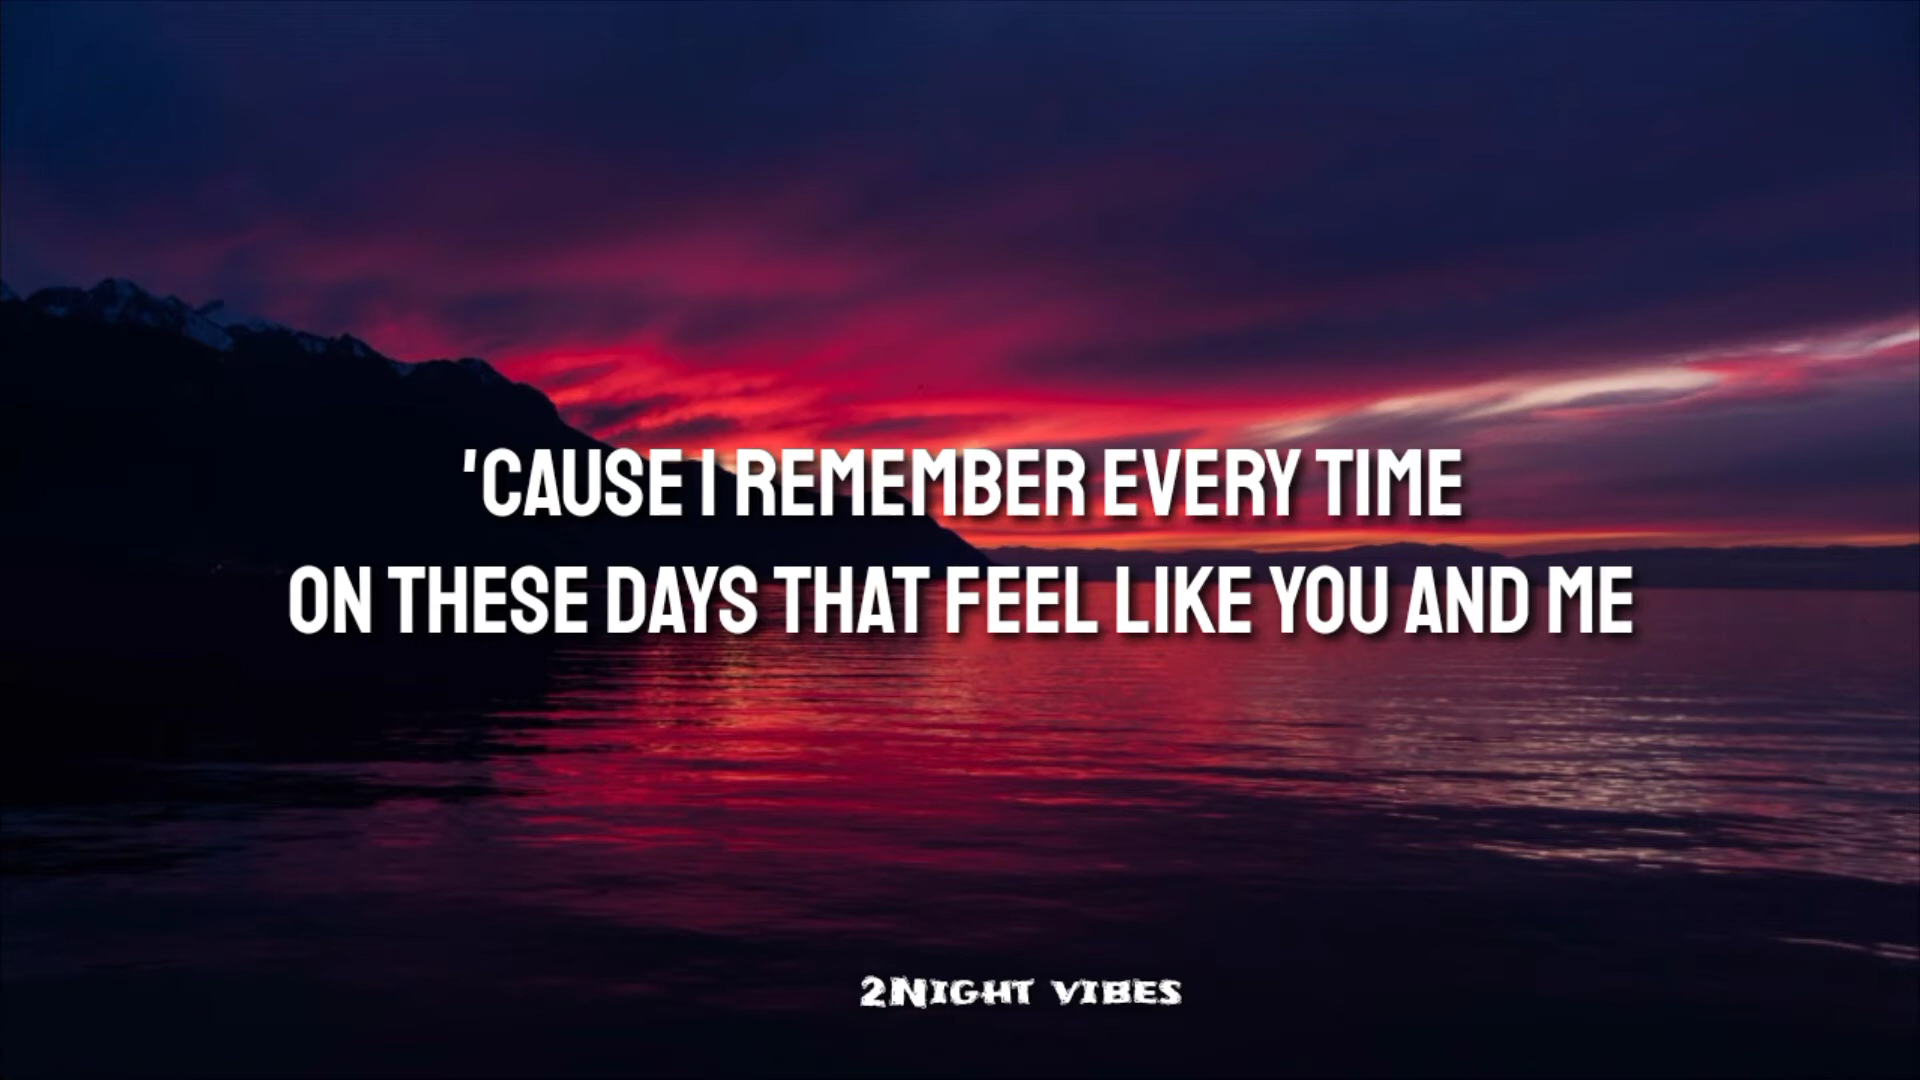 'CAUSE I REMEMBER EVERY TIME
ON THESE DAYS THAT FEEL LIKE YOU AND ME
2NIGHT VIBES